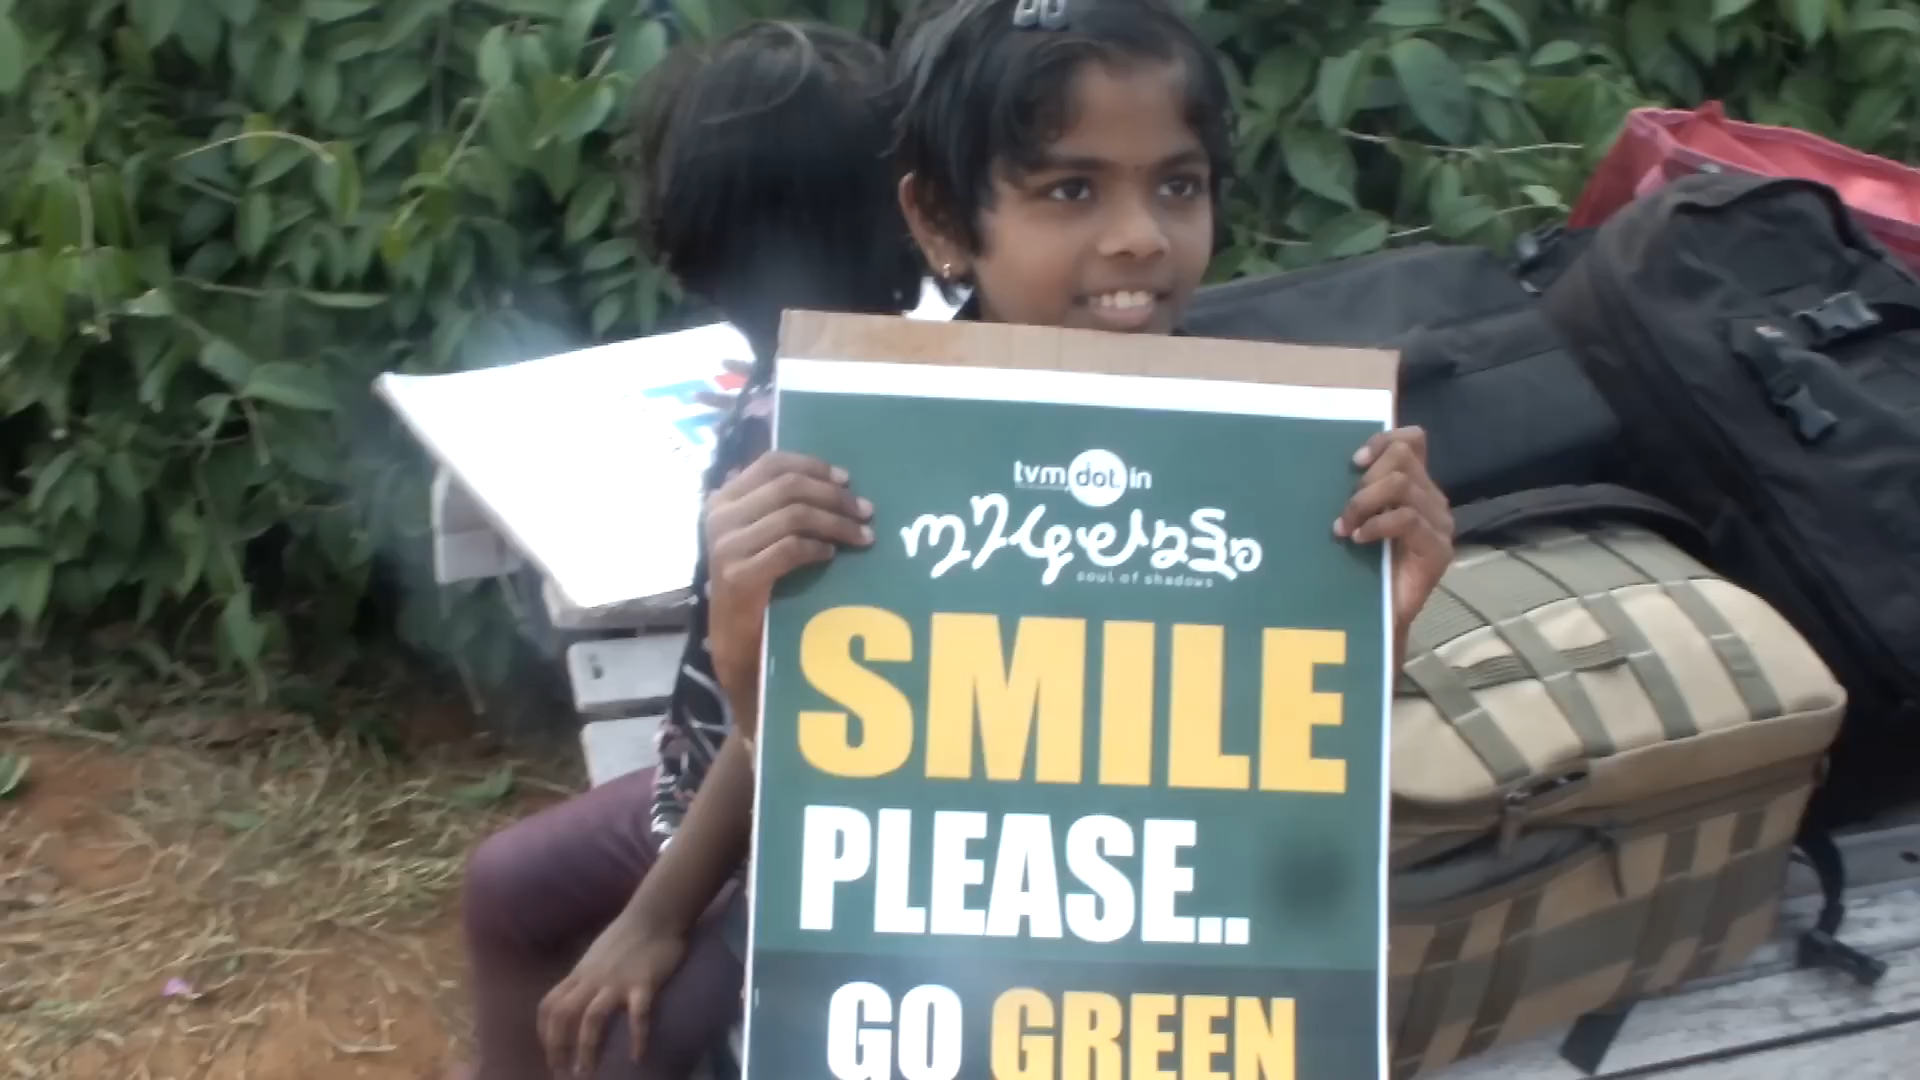 tvm dot in
നിഴലാട്ടം
soul of shadows
SMILE
PLEASE..
GO GREEN